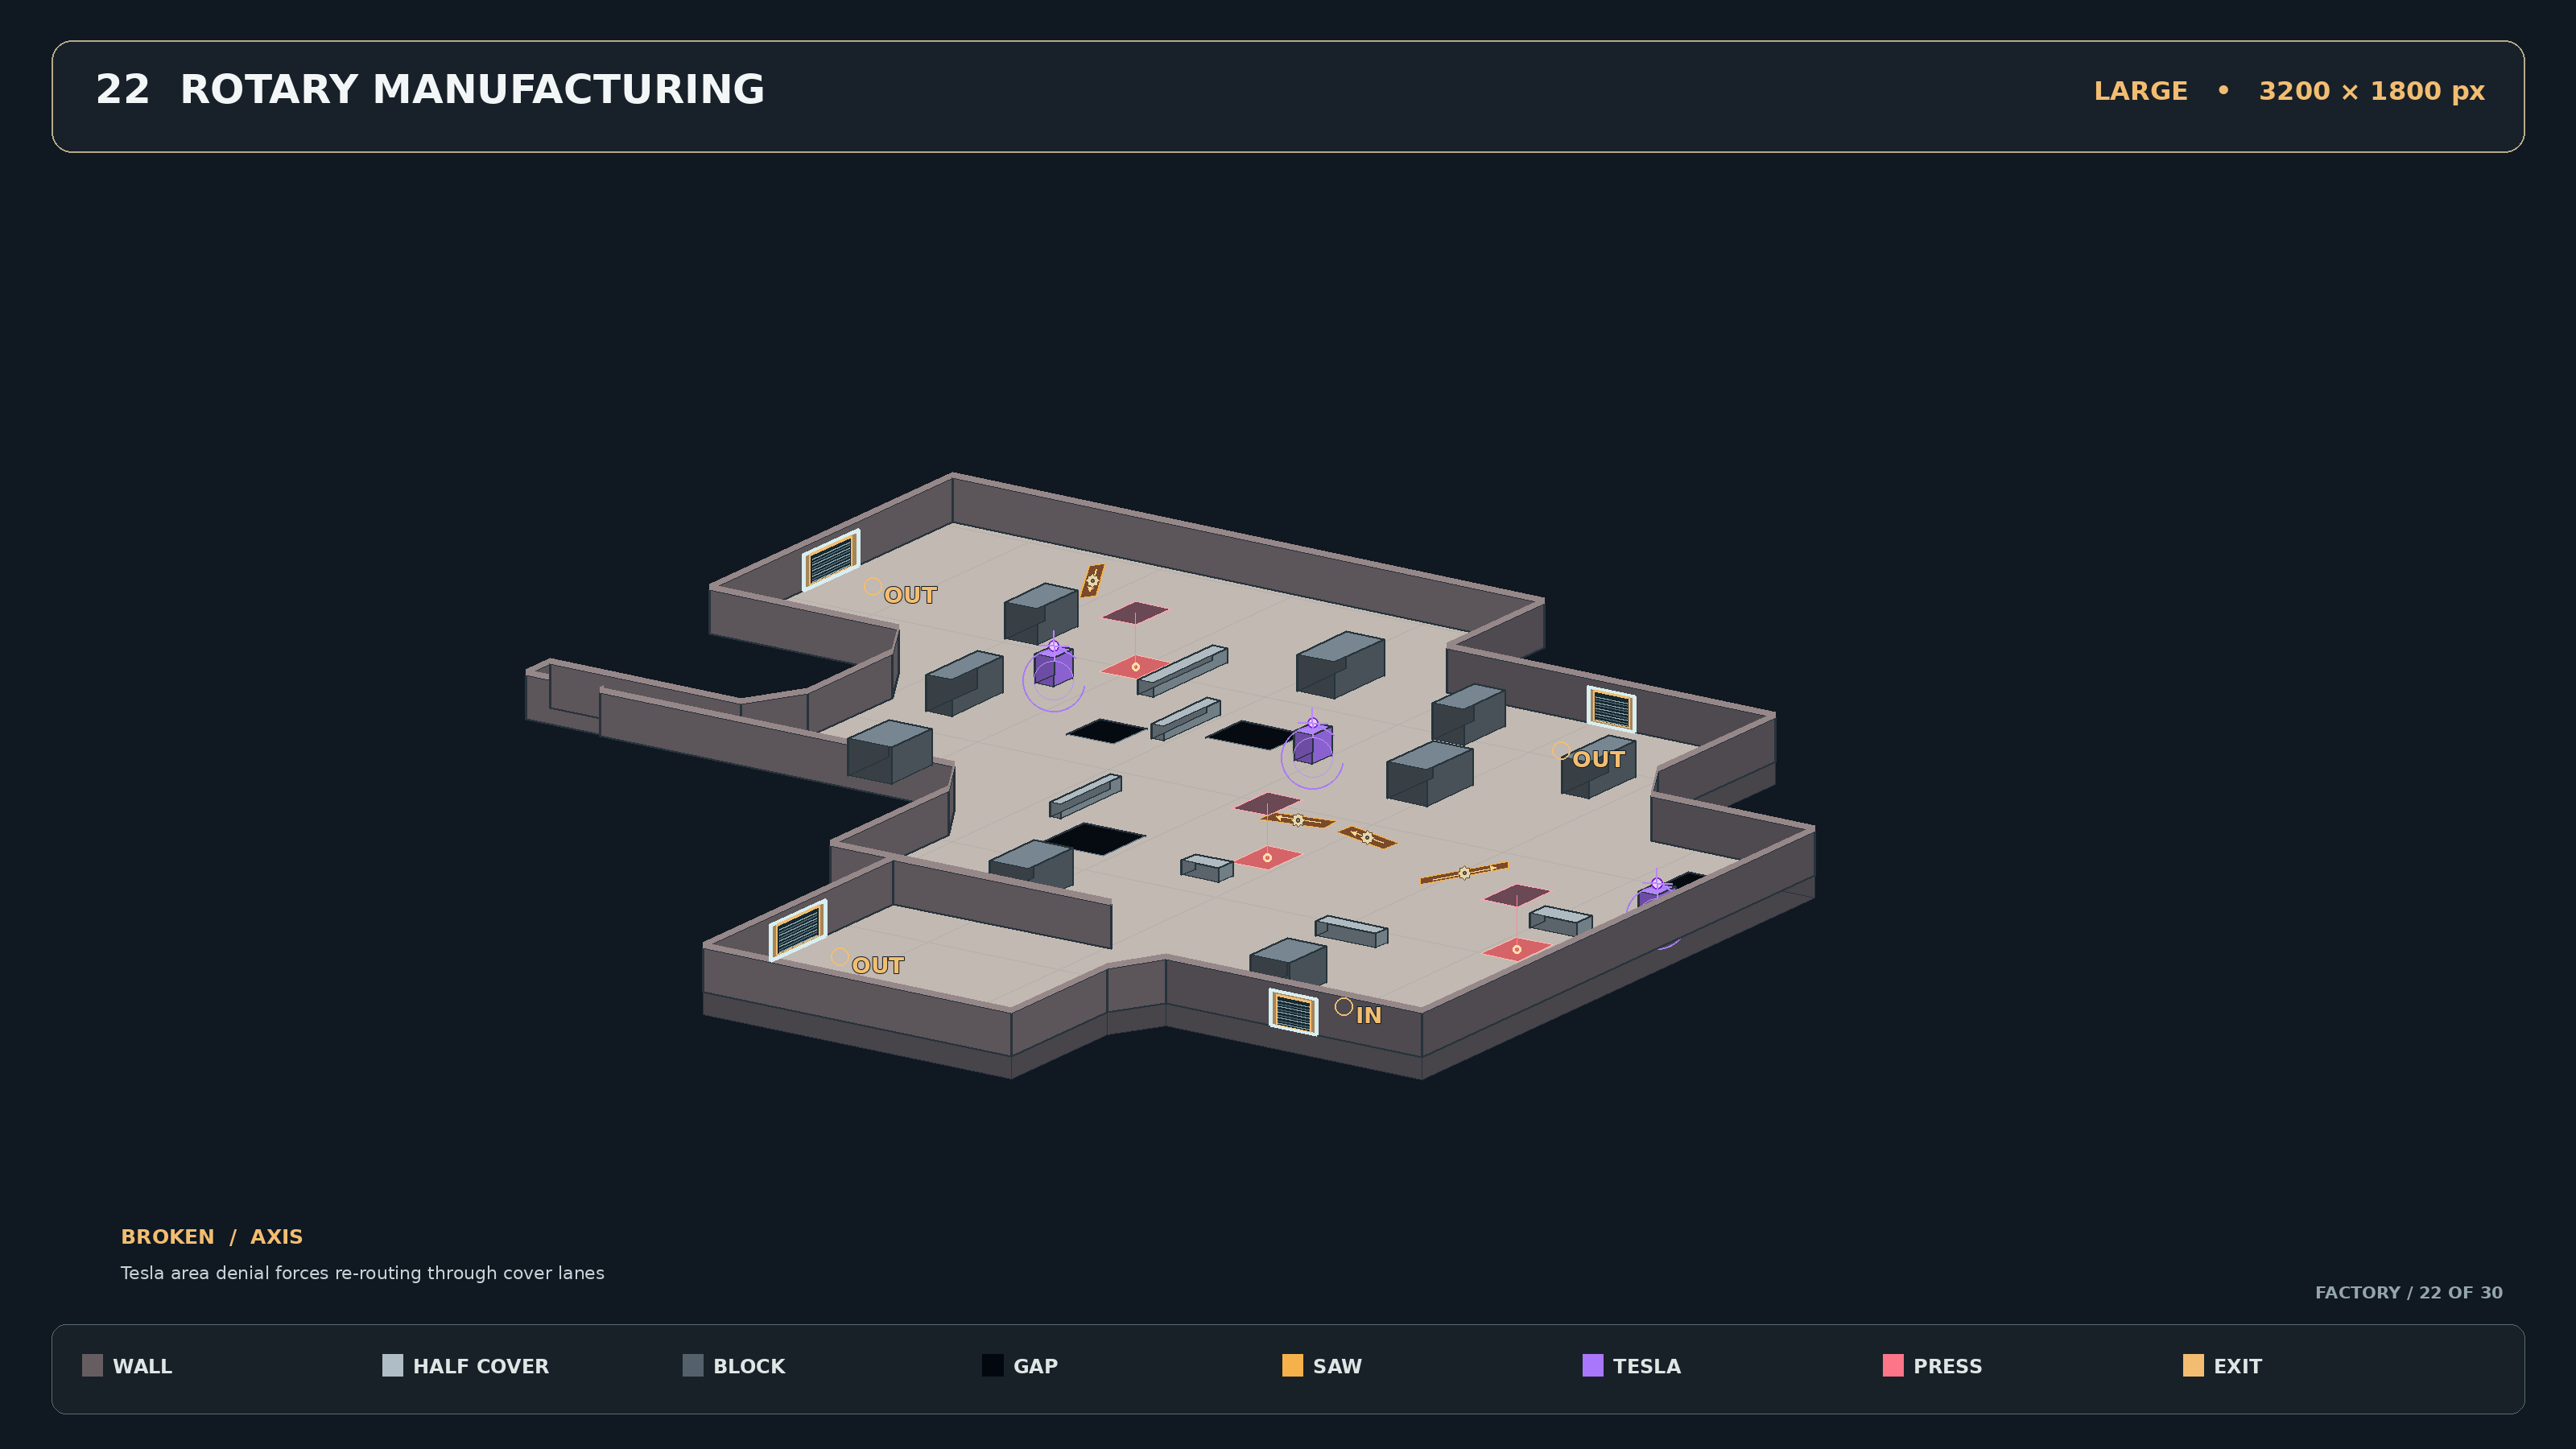 22 ROTARY MANUFACTURING
LARGE • 3200 × 1800 px
OUT
OUT
OUT
IN
BROKEN / AXIS
Tesla area denial forces re-routing through cover lanes
FACTORY / 22 OF 30
WALL HALF COVER BLOCK GAP SAW TESLA PRESS EXIT